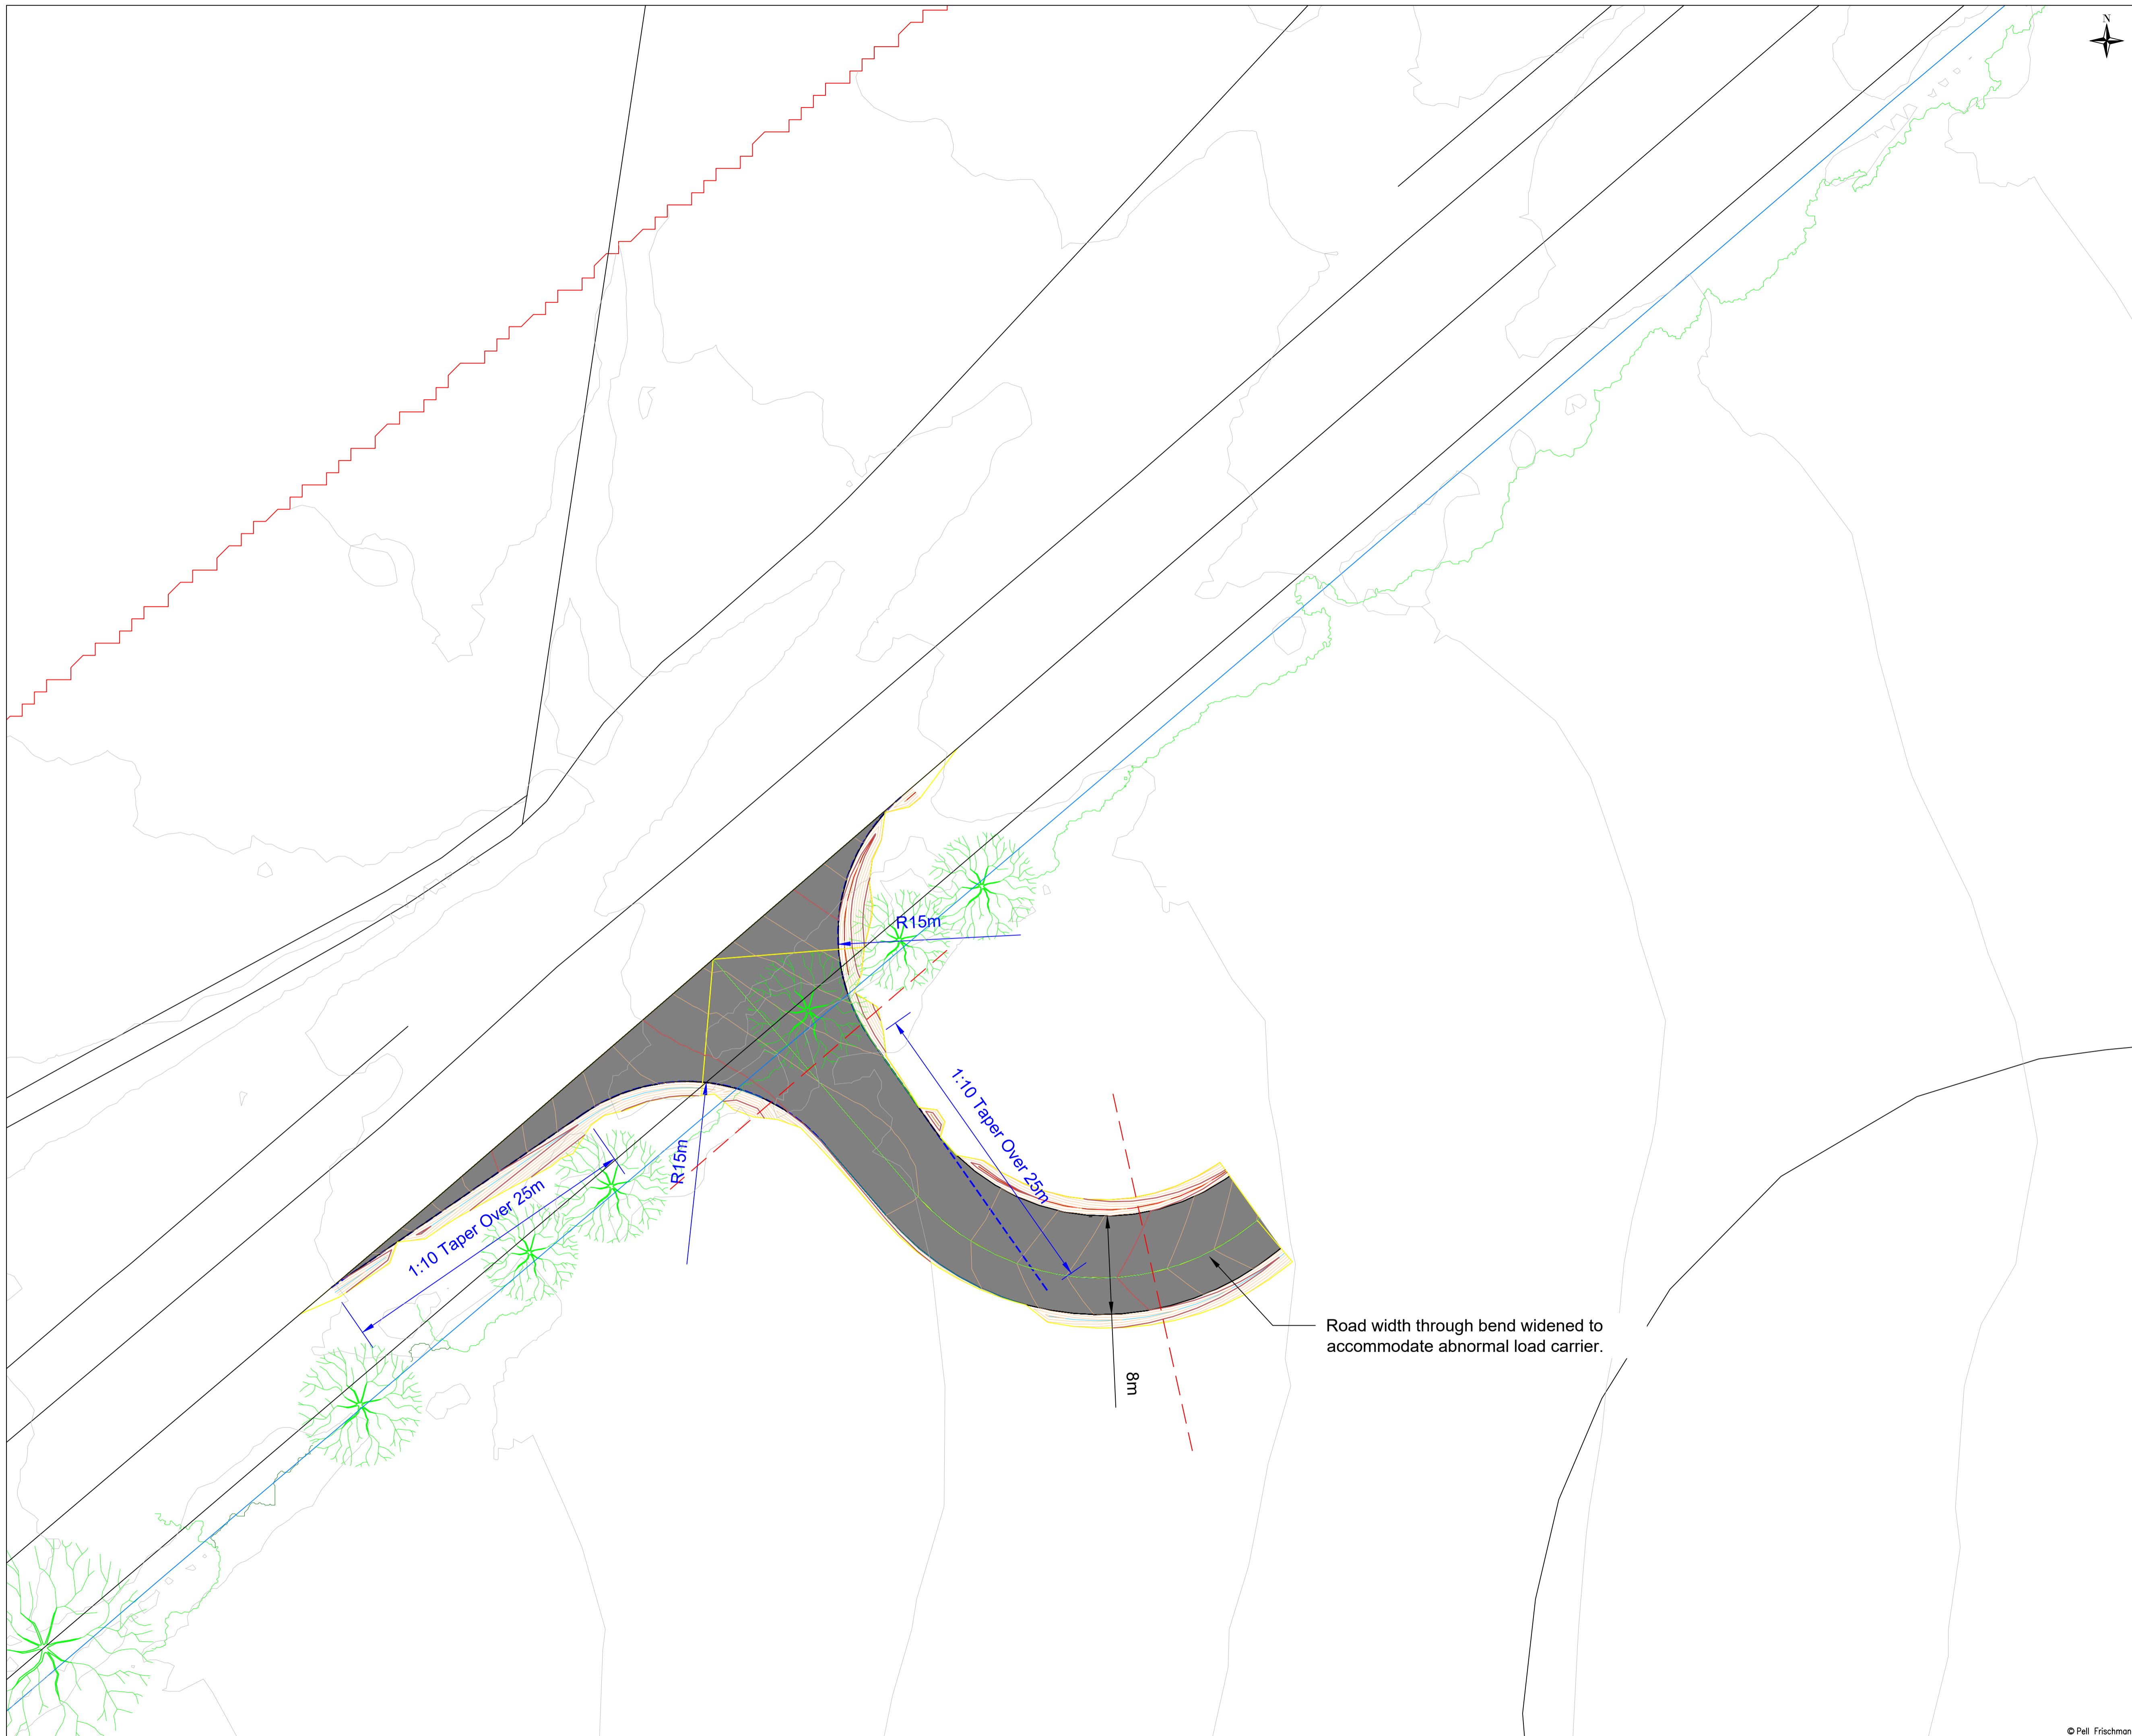 N
R15m
1:10 Taper Over 25m
R15m
1:10 Taper Over 25m
Road width through bend widened to
accommodate abnormal load carrier.
8m
© Pell Frischmann